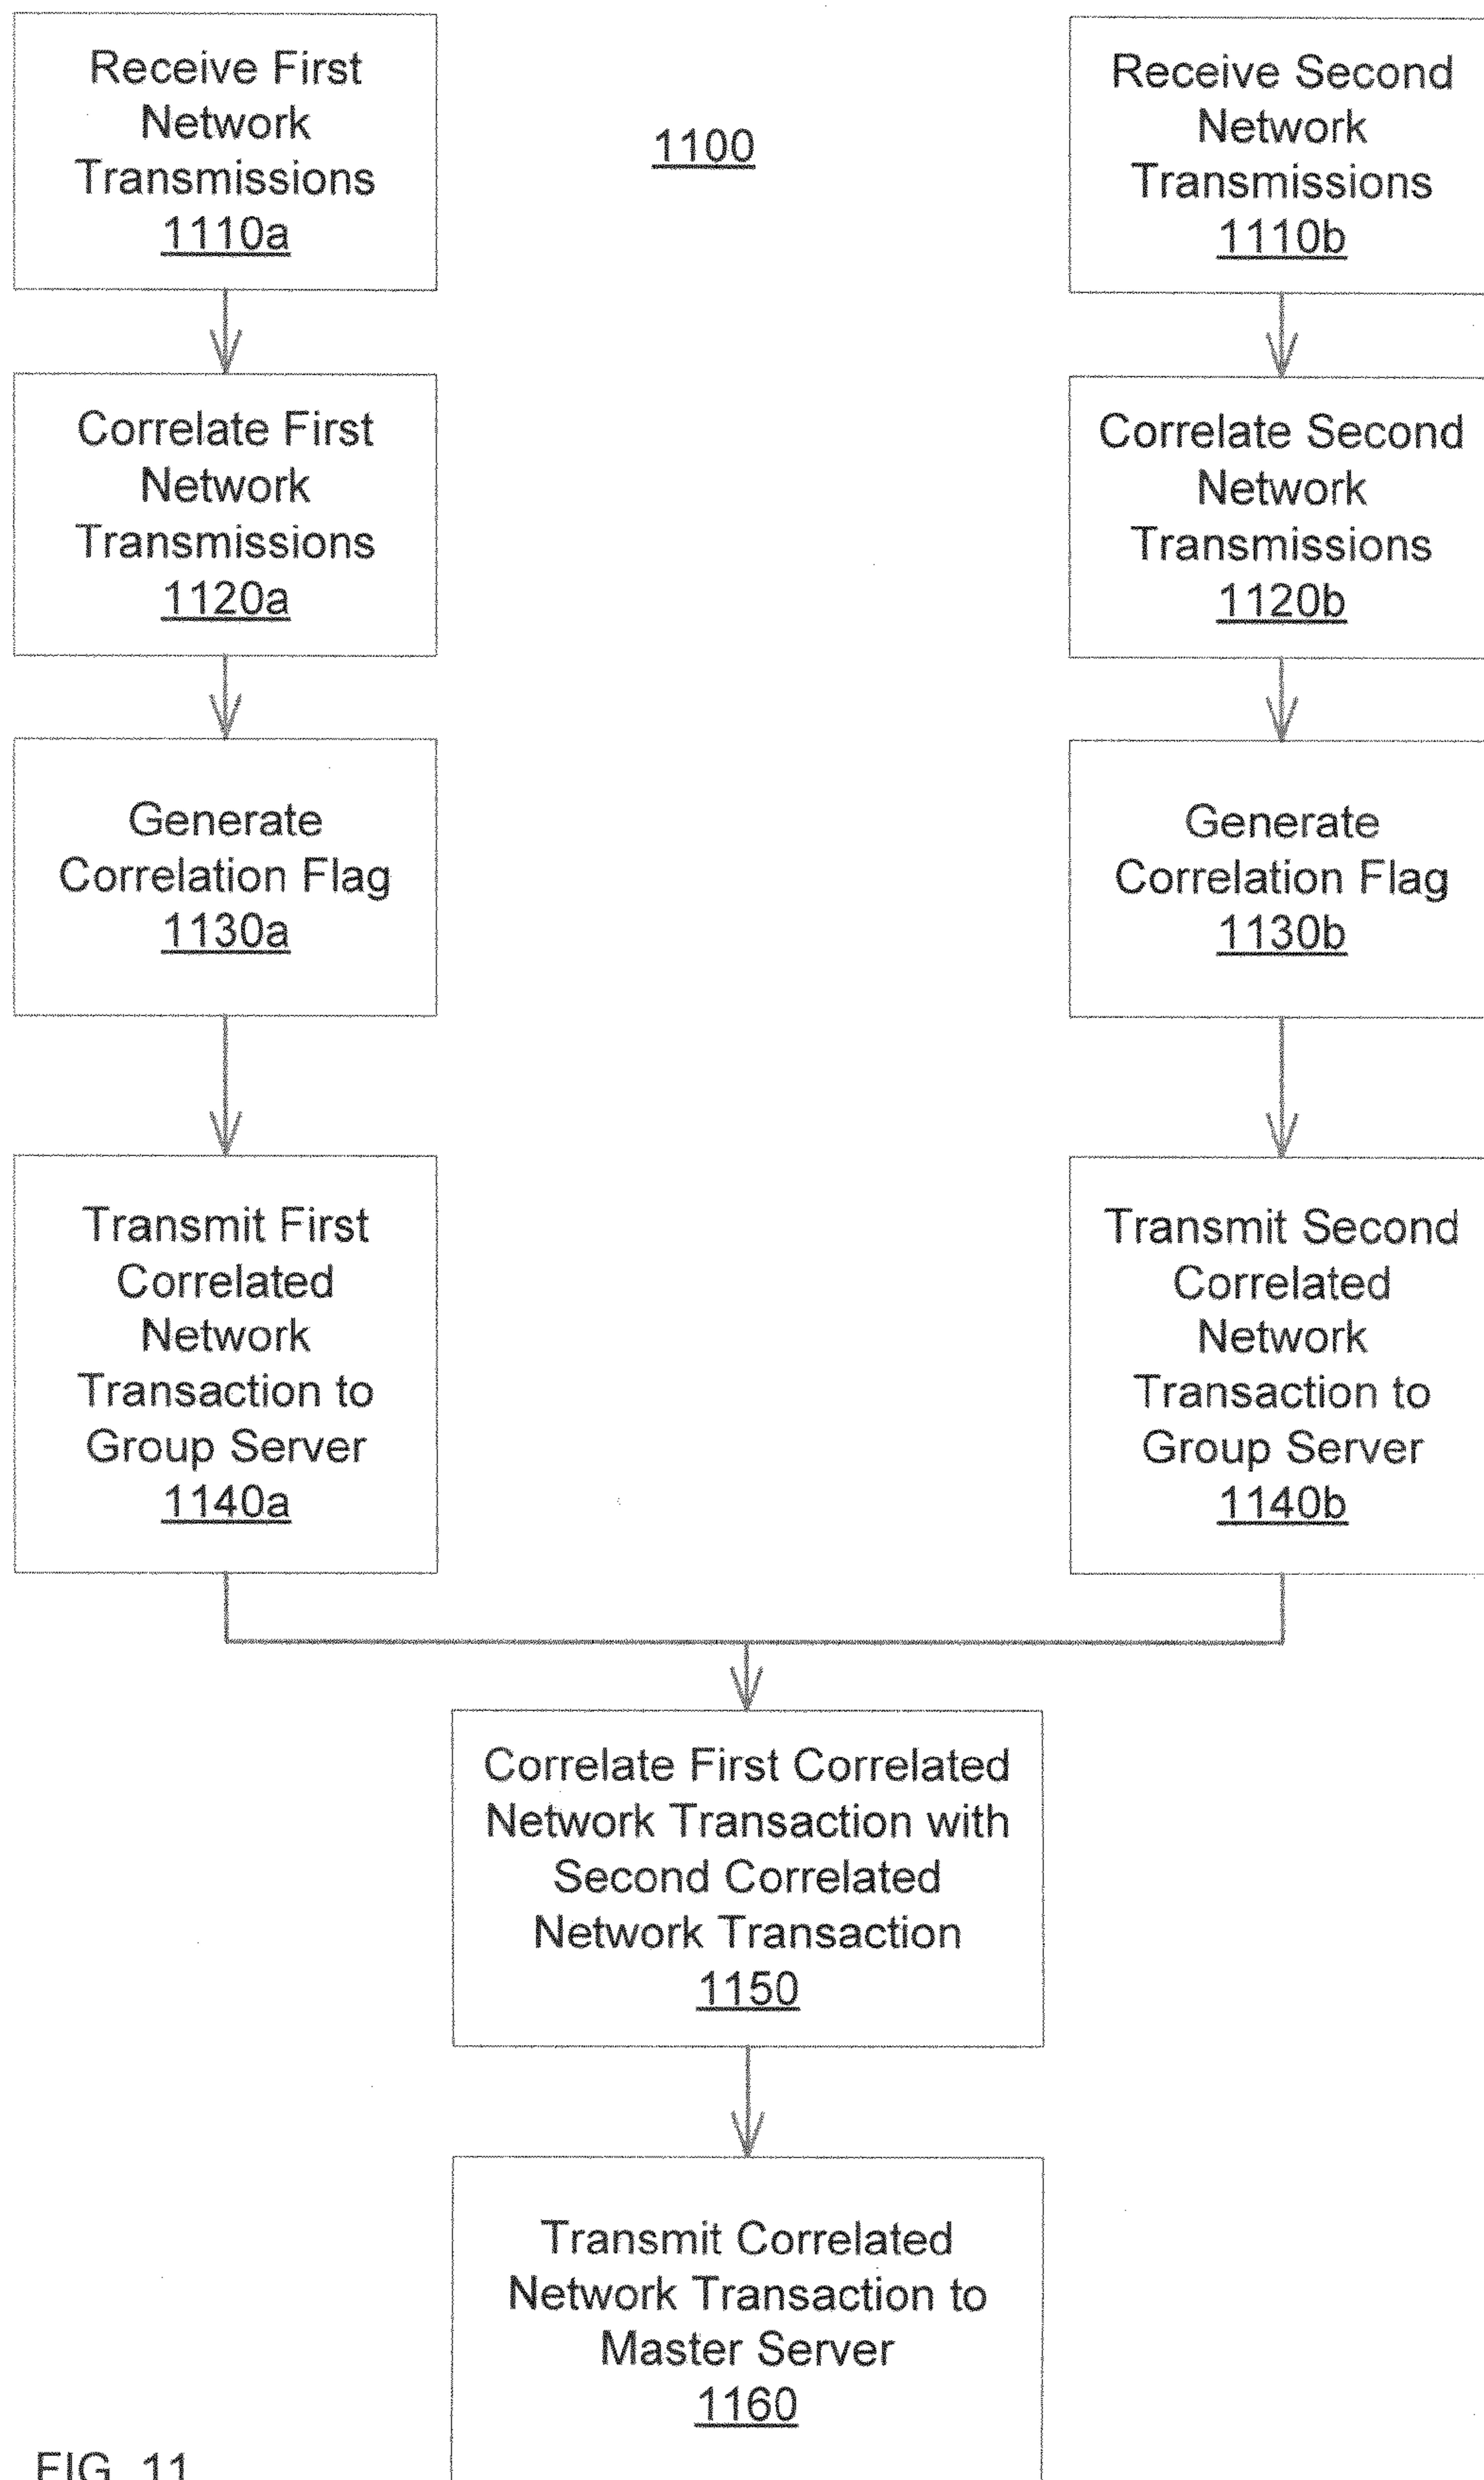 Receive First
Network
Transmissions
1110a
1100
Receive Second
Network
Transmissions
1110b
Correlate First
Network
Transmissions
1120a
Correlate Second
Network
Transmissions
1120b
Generate
Correlation Flag
1130a
Generate
Correlation Flag
1130b
Transmit First
Correlated
Network
Transaction to
Group Server
1140a
Transmit Second
Correlated
Network
Transaction to
Group Server
1140b
Correlate First Correlated
Network Transaction with
Second Correlated
Network Transaction
1150
Transmit Correlated
Network Transaction to
Master Server
1160
FIG. 11